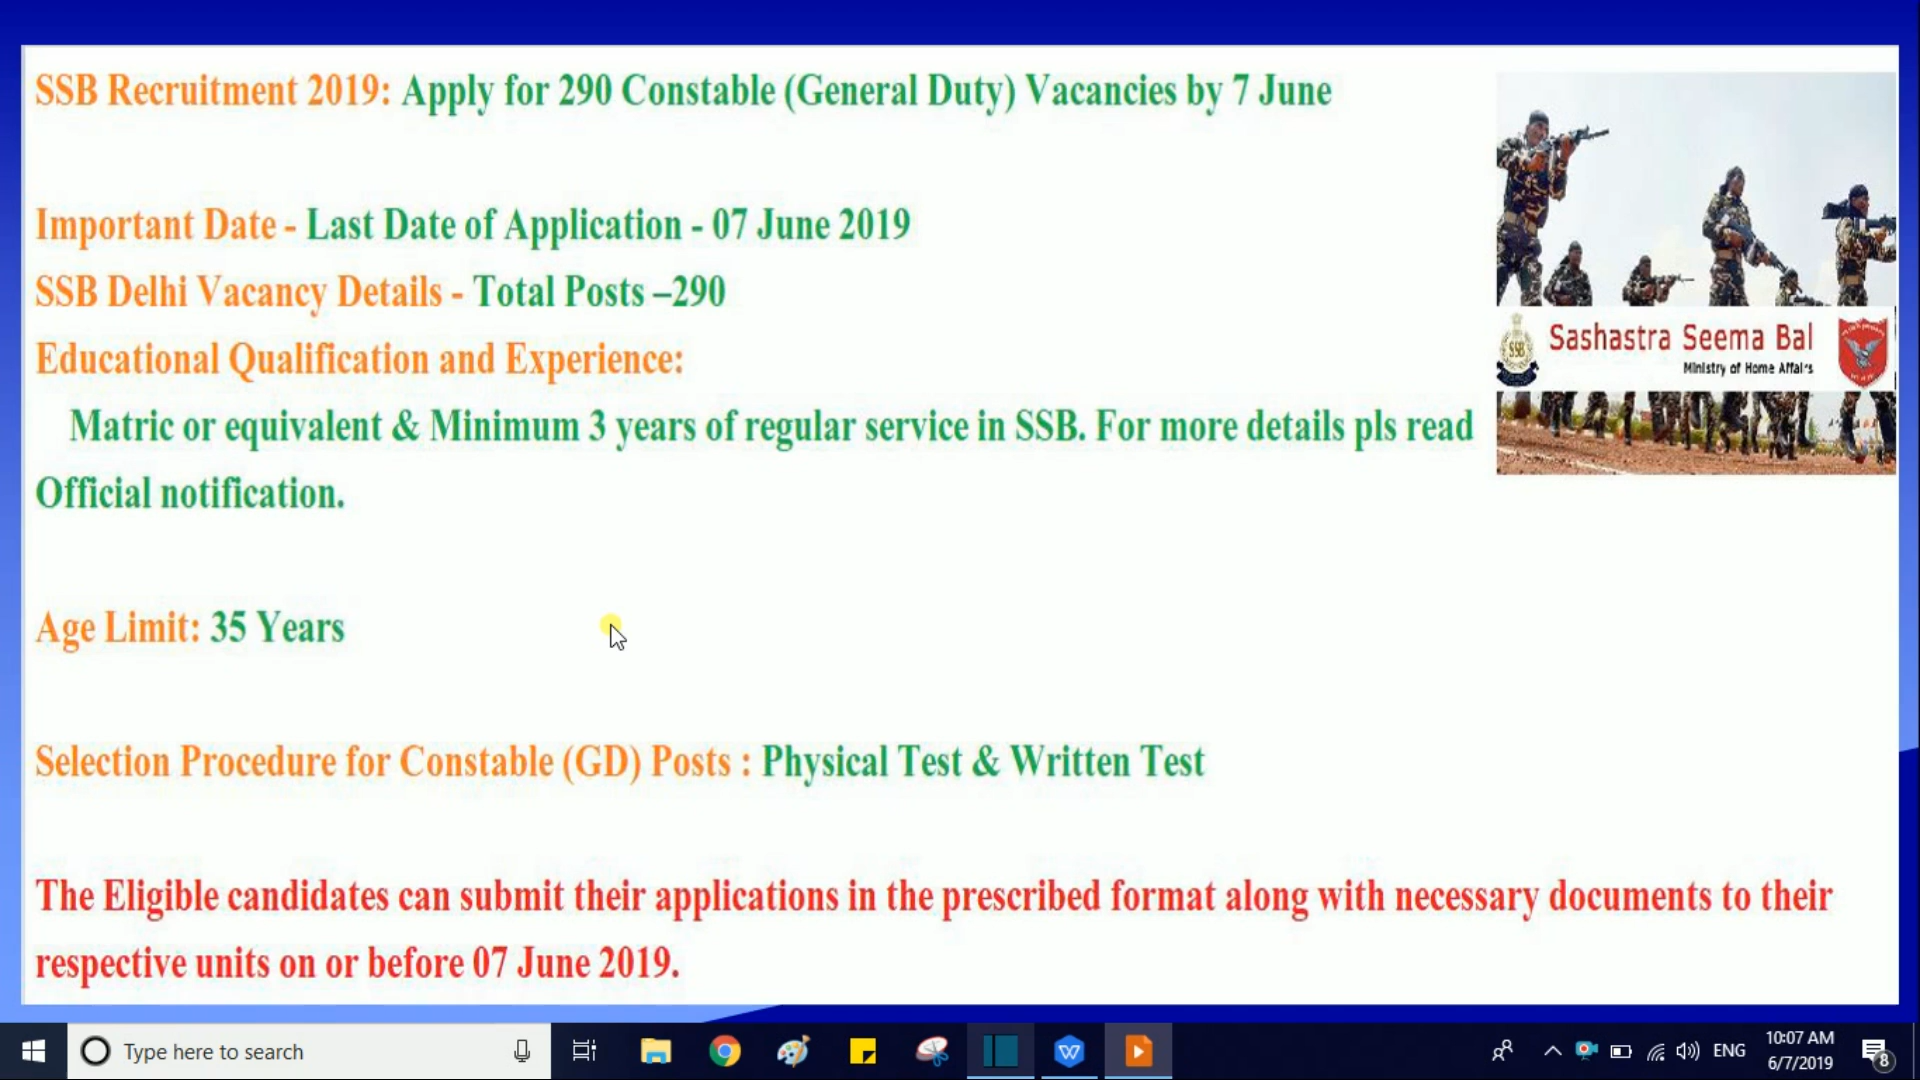 SSB Recruitment 2019: Apply for 290 Constable (General Duty) Vacancies by 7 June
Important Date - Last Date of Application - 07 June 2019
SSB Delhi Vacancy Details - Total Posts –290
Educational Qualification and Experience:
Matric or equivalent & Minimum 3 years of regular service in SSB. For more details pls read
Official notification.
SSB
Sashastra Seema Bal
Ministry of Home Affairs
Age Limit: 35 Years
Selection Procedure for Constable (GD) Posts : Physical Test & Written Test
The Eligible candidates can submit their applications in the prescribed format along with necessary documents to their
respective units on or before 07 June 2019.
Type here to search
ENG
10:07 AM
6/7/2019
8